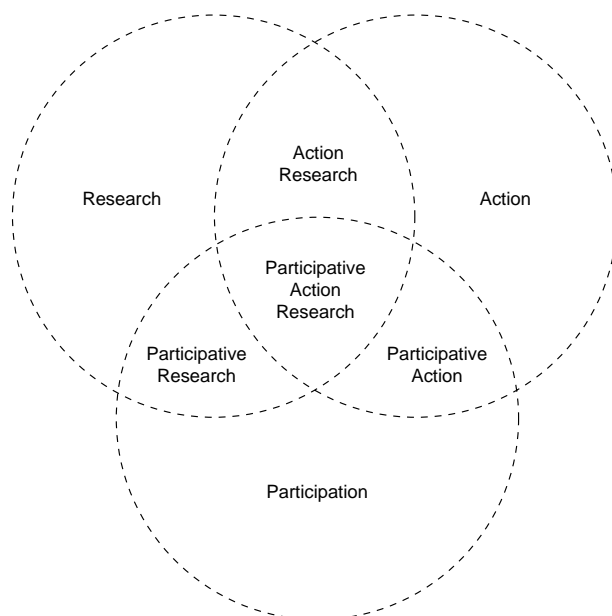 Action
Research
Research
Action
Participative
Action
Research
Participative
Research
Participative
Action
Participation